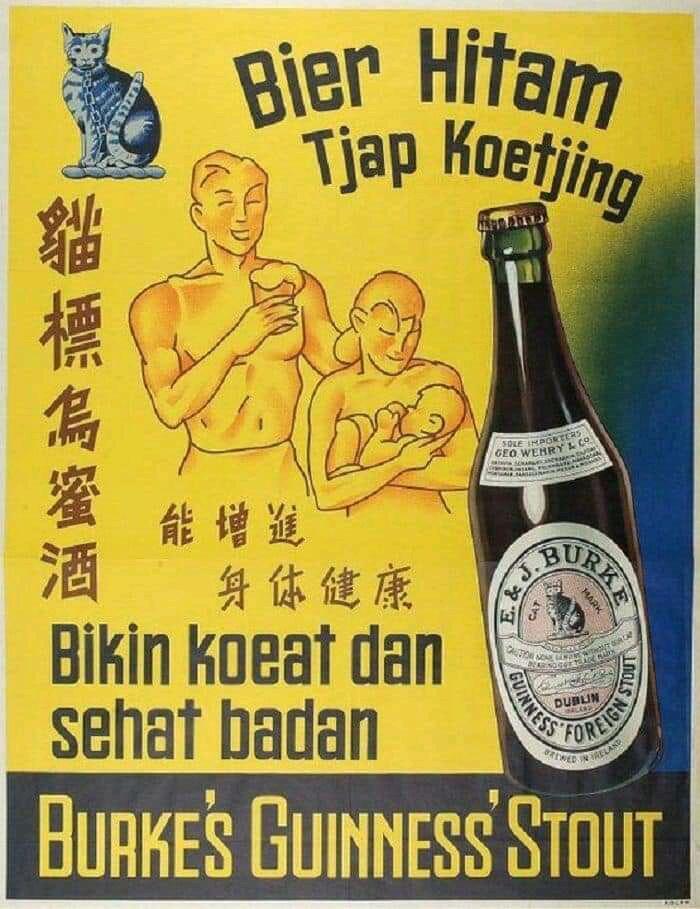 Bier Hitam
Tjap Koetjing
貓標烏蜜酒
能增進
身体健康
Bikin koeat dan
sehat badan
SOLE IMPORTERS
GEO. WEHRY & CO.
E. & J. BURKE
CAT MARK
DUBLIN
IRELAND
GUINNESS' FOREIGN STOUT
BREWED IN IRELAND
BURKE'S GUINNESS' STOUT